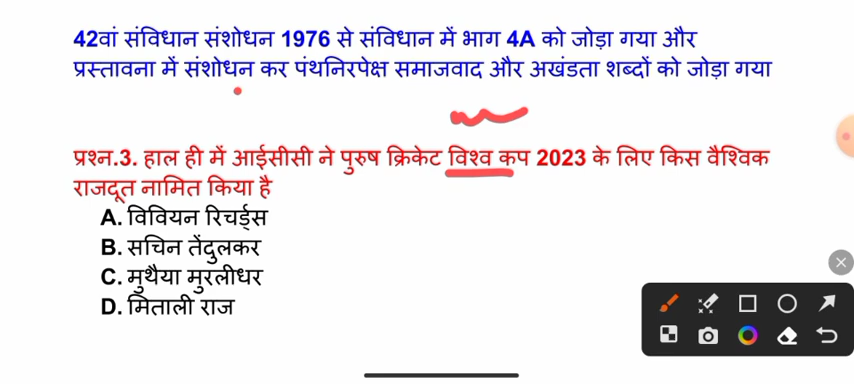 42वां संविधान संशोधन 1976 से संविधान में भाग 4A को जोड़ा गया और
प्रस्तावना में संशोधन कर पंथनिरपेक्ष समाजवाद और अखंडता शब्दों को जोड़ा गया
प्रश्न.3. हाल ही में आईसीसी ने पुरुष क्रिकेट विश्व कप 2023 के लिए किस वैश्विक
राजदूत नामित किया है
A. विवियन रिचर्ड्स
B. सचिन तेंदुलकर
C. मुथैया मुरलीधर
D. मिताली राज